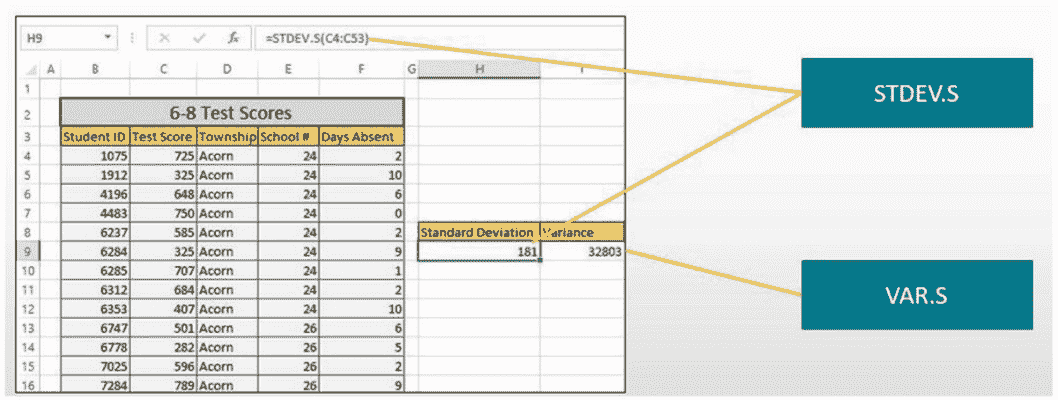 H9 fx =STDEV.S(C4:C53)
A B C D E F G H I
1
2 6-8 Test Scores
3 Student ID Test Score Township School # Days Absent
4 1075 725 Acorn 24 2
5 1912 325 Acorn 24 10
6 4196 648 Acorn 24 6
7 4483 750 Acorn 24 0
8 6237 585 Acorn 24 2 Standard Deviation Variance
9 6284 325 Acorn 24 9 181 32803
10 6285 707 Acorn 24 1
11 6312 684 Acorn 24 2
12 6353 407 Acorn 24 10
13 6747 501 Acorn 26 6
14 6778 282 Acorn 26 5
15 7025 596 Acorn 26 2
16 7284 789 Acorn 26 9
STDEV.S
VAR.S